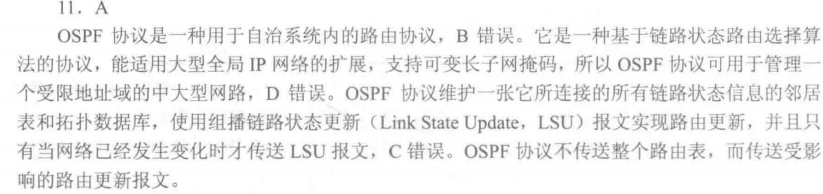 11. A
OSPF 协议是一种用于自治系统内的路由协议，B 错误。它是一种基于链路状态路由选择算
法的协议，能适用大型全局 IP 网络的扩展，支持可变长子网掩码，所以 OSPF 协议可用于管理一
个受限地址域的中大型网路，D 错误。OSPF 协议维护一张它所连接的所有链路状态信息的邻居
表和拓扑数据库，使用组播链路状态更新（Link State Update，LSU）报文实现路由更新，并且只
有当网络已经发生变化时才传送 LSU 报文，C 错误。OSPF 协议不传送整个路由表，而传送受影
响的路由更新报文。